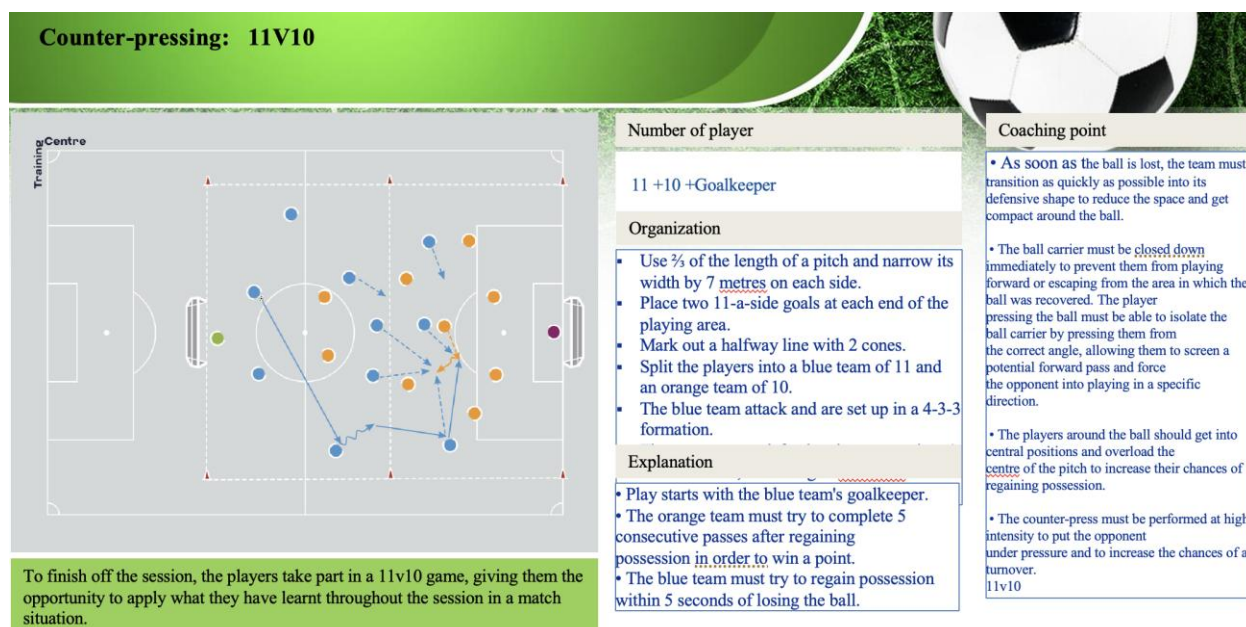 Counter-pressing: 11V10
Training
Centre
To finish off the session, the players take part in a 11v10 game, giving them the
opportunity to apply what they have learnt throughout the session in a match
situation.
Number of player
11 +10 +Goalkeeper
Organization
▪ Use ⅔ of the length of a pitch and narrow its
width by 7 metres on each side.
▪ Place two 11-a-side goals at each end of the
playing area.
▪ Mark out a halfway line with 2 cones.
▪ Split the players into a blue team of 11 and
an orange team of 10.
▪ The blue team attack and are set up in a 4-3-3
formation.
Explanation
• Play starts with the blue team's goalkeeper.
• The orange team must try to complete 5
consecutive passes after regaining
possession in order to win a point.
• The blue team must try to regain possession
within 5 seconds of losing the ball.
Coaching point
• As soon as the ball is lost, the team must
transition as quickly as possible into its
defensive shape to reduce the space and get
compact around the ball.
• The ball carrier must be closed down
immediately to prevent them from playing
forward or escaping from the area in which the
ball was recovered. The player
pressing the ball must be able to isolate the
ball carrier by pressing them from
the correct angle, allowing them to screen a
potential forward pass and force
the opponent into playing in a specific
direction.
• The players around the ball should get into
central positions and overload the
centre of the pitch to increase their chances of
regaining possession.
• The counter-press must be performed at high
intensity to put the opponent
under pressure and to increase the chances of a
turnover.
11v10